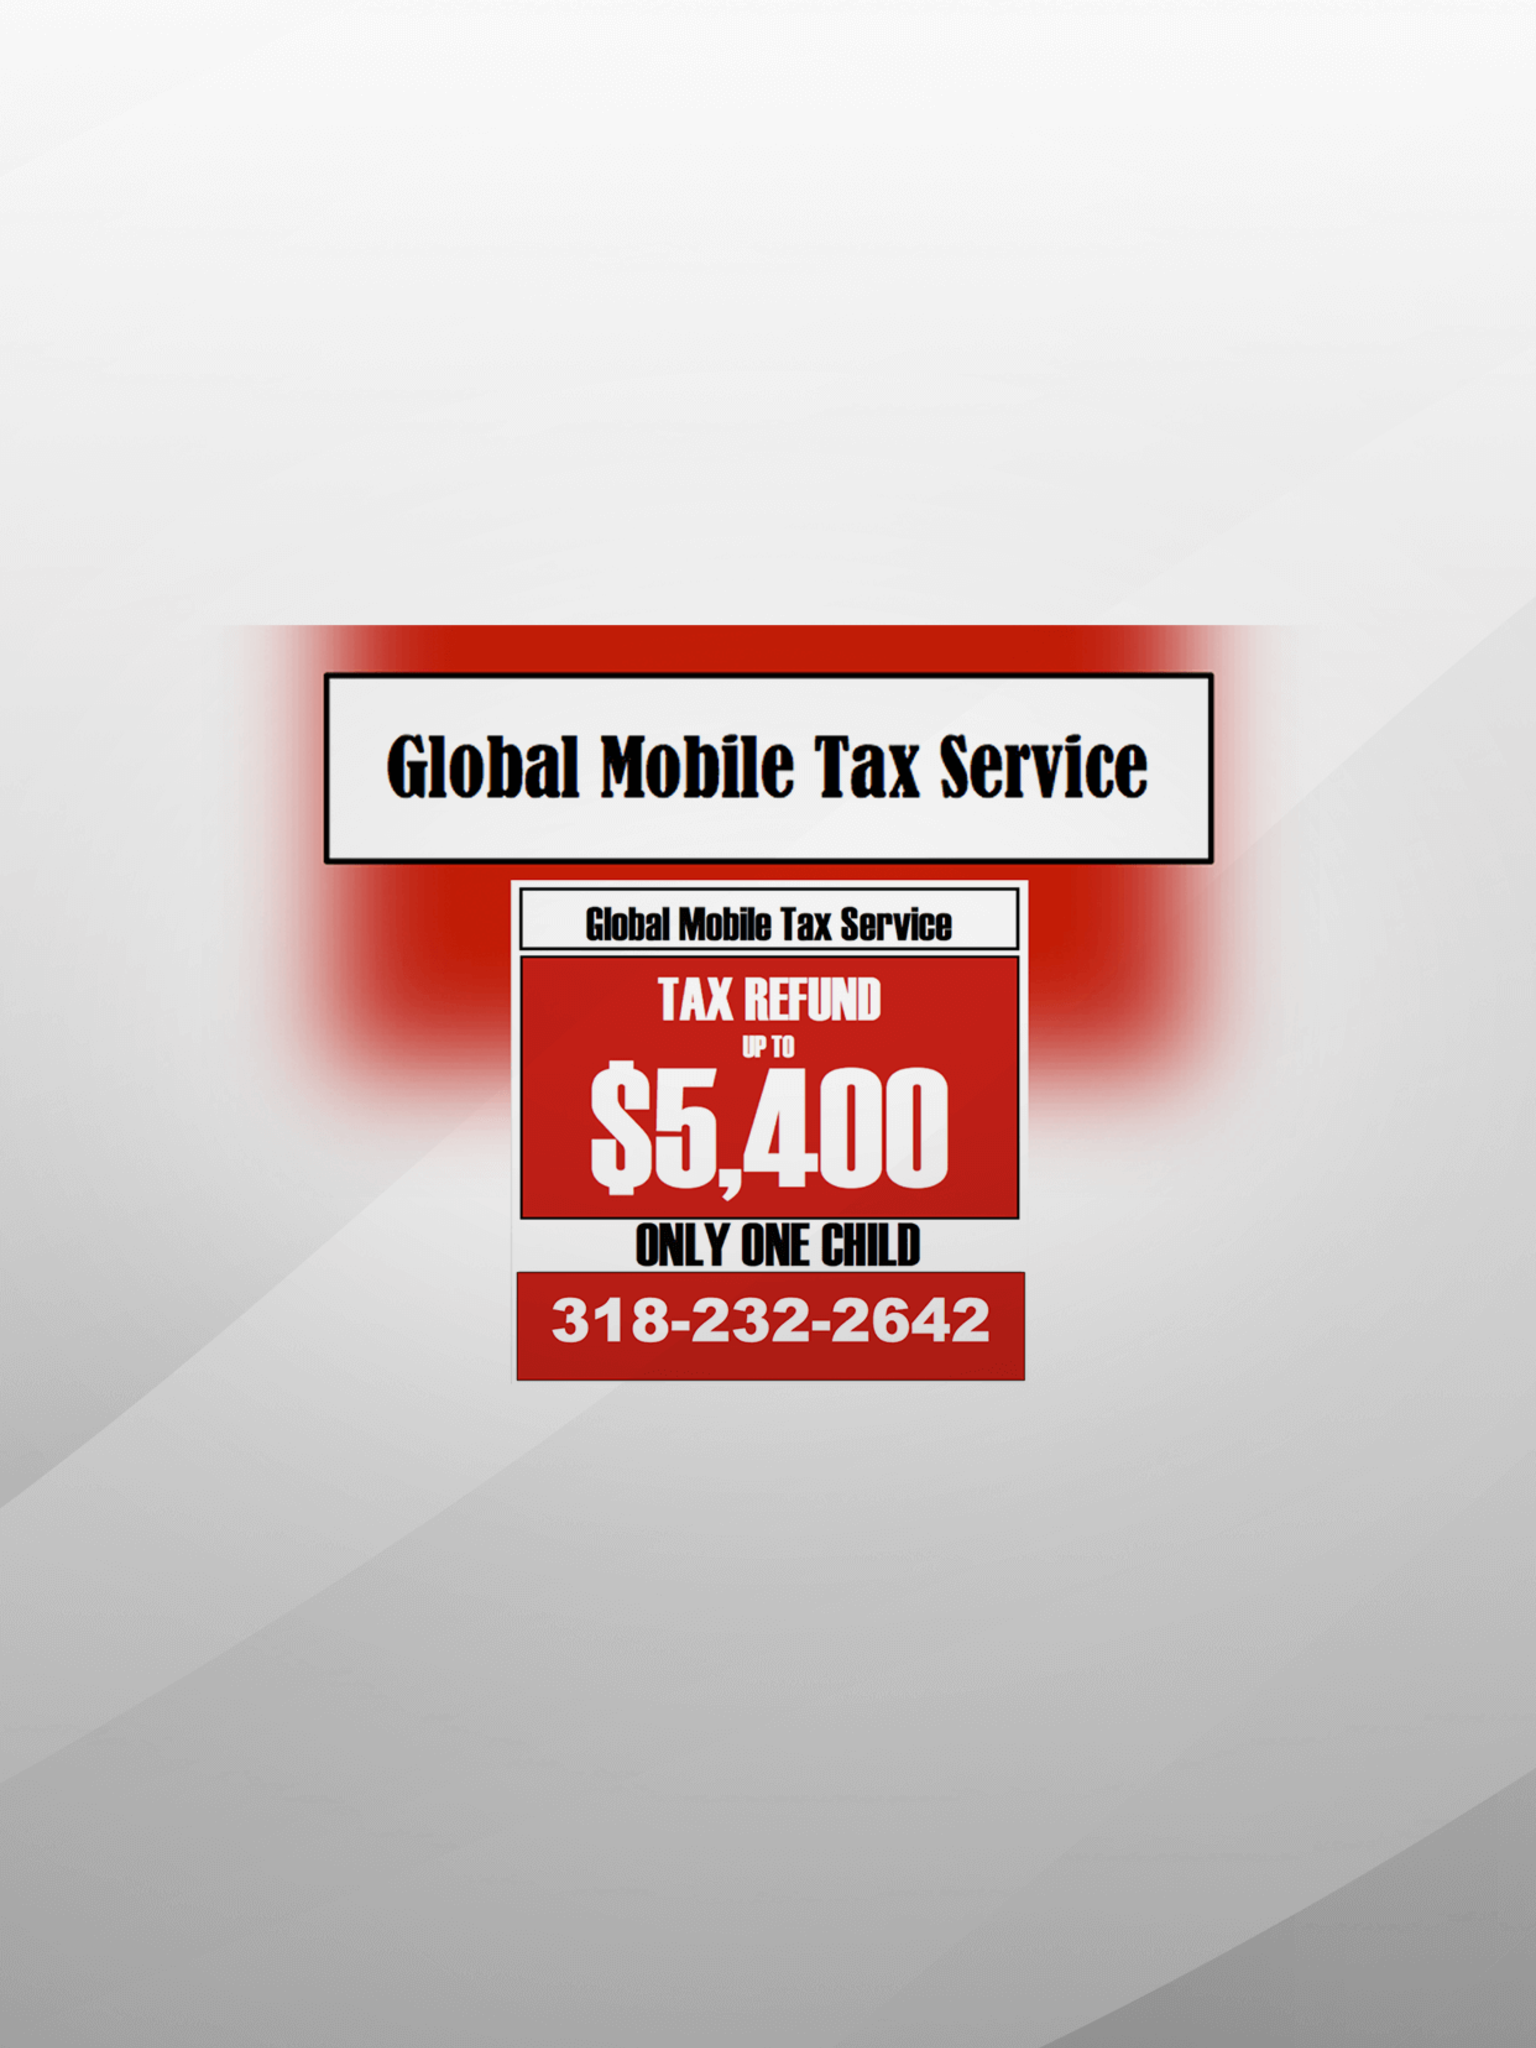 Global Mobile Tax Service
Global Mobile Tax Service
TAX REFUND
UP TO
$5,400
ONLY ONE CHILD
318-232-2642